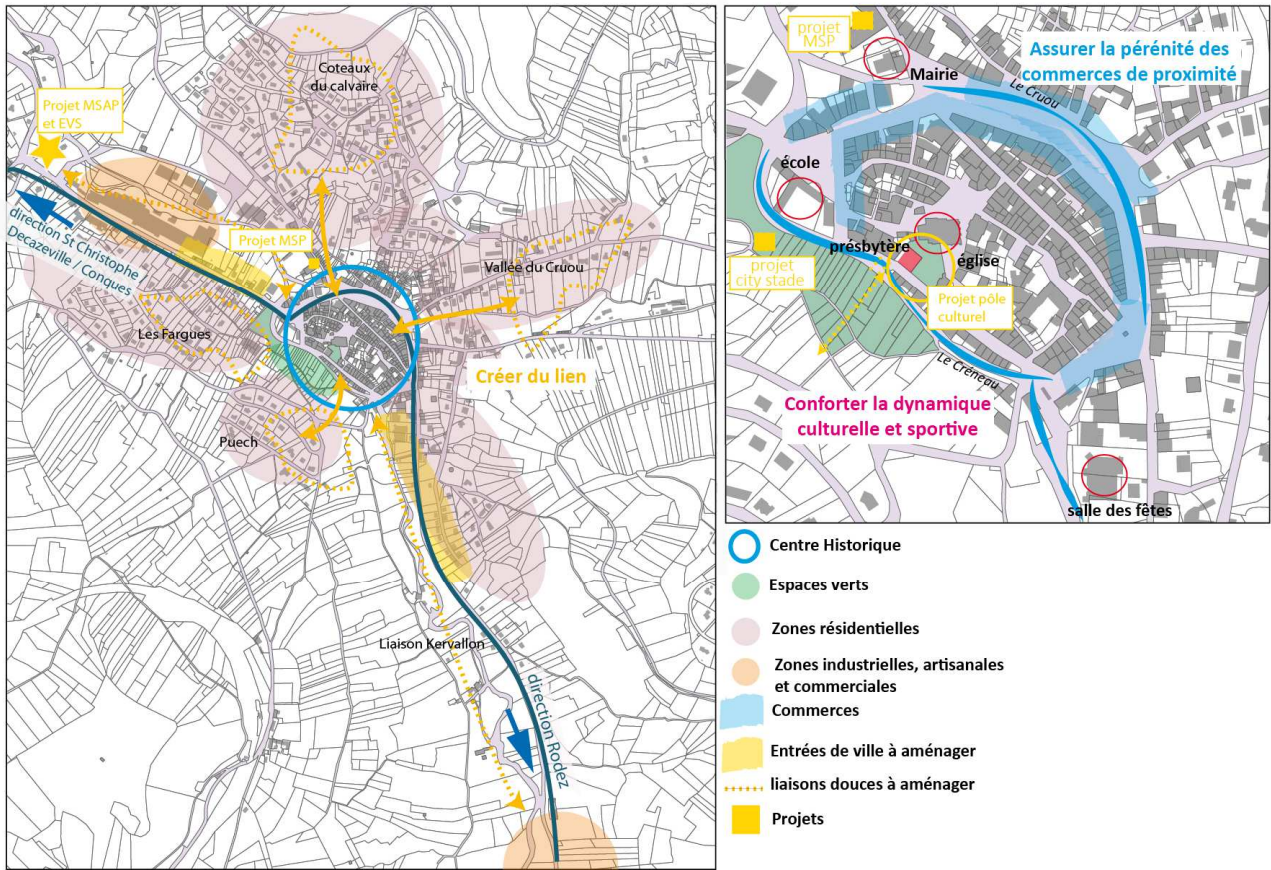 Coteaux
du calvaire
Projet MSAP
et EVS
direction St Christophe
Decazeville / Conques
Projet MSP
Vallée du Cruou
Les Fargues
Créer du lien
Puech
Liaison Kervallon
direction Rodez
projet
MSP
Mairie
Assurer la pérénité des
commerces de proximité
Le Cruou
école
présbytère
église
projet
city stade
Projet pôle
culturel
Le Créneau
Conforter la dynamique
culturelle et sportive
salle des fêtes
Centre Historique
Espaces verts
Zones résidentielles
Zones industrielles, artisanales
et commerciales
Commerces
Entrées de ville à aménager
liaisons douces à aménager
Projets